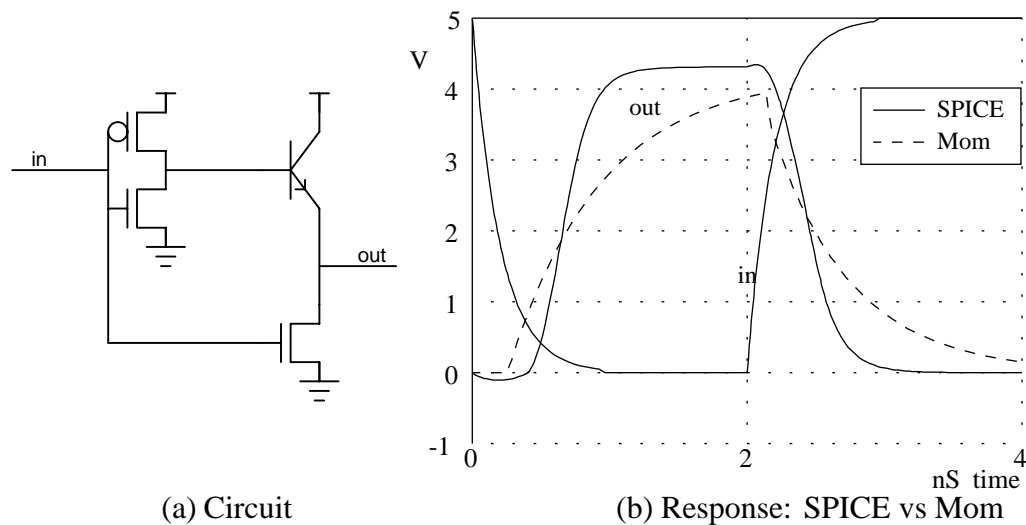 in
out
(a) Circuit
5
V
4
3
2
1
0
-1
0
2
4
nS time
out
in
SPICE
Mom
(b) Response: SPICE vs Mom